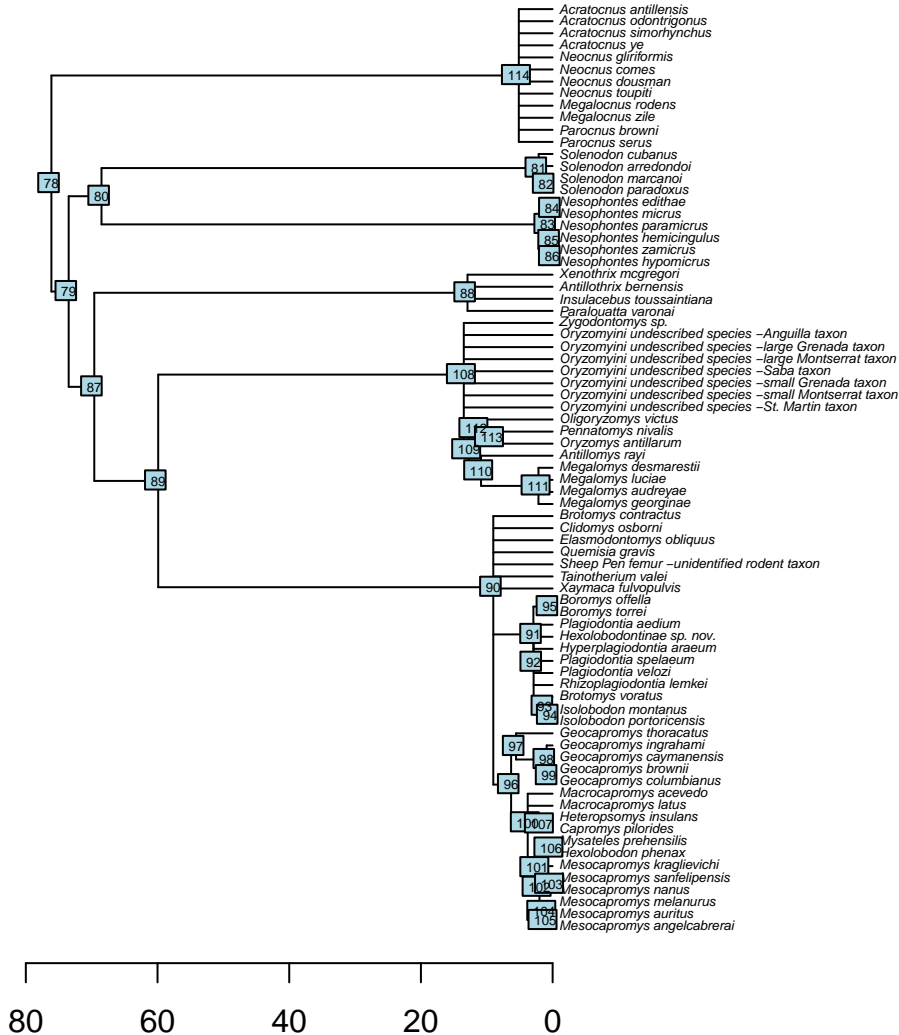 Acratocnus antillensis
Acratocnus odontrigonus
Acratocnus simorhynchus
Acratocnus ye
Neocnus gliriformis
Neocnus comes
114
Neocnus dousman
Neocnus toupiti
Megalocnus rodens
Megalocnus zile
Parocnus browni
Parocnus serus
Solenodon cubanus
81
Solenodon arredondoi
78
Solenodon marcanoi
82
80
Solenodon paradoxus
Nesophontes edithae
84
Nesophontes micrus
83
Nesophontes paramicrus
85
Nesophontes hemicingulus
Nesophontes zamicrus
86
Nesophontes hypomicrus
Xenothrix mcgregori
79
Antillothrix bernensis
88
Insulacebus toussaintiana
Paralouatta varonai
Zygodontomys sp.
Oryzomyini undescribed species −Anguilla taxon
Oryzomyini undescribed species −large Grenada taxon
Oryzomyini undescribed species −large Montserrat taxon
108
Oryzomyini undescribed species −Saba taxon
87
Oryzomyini undescribed species −small Grenada taxon
Oryzomyini undescribed species −small Montserrat taxon
Oryzomyini undescribed species −St. Martin taxon
Oligoryzomys victus
112
113
Pennatomys nivalis
Oryzomys antillarum
109
Antillomys rayi
110
Megalomys desmarestii
89
Megalomys luciae
111
Megalomys audreyae
Megalomys georginae
Brotomys contractus
Clidomys osborni
Elasmodontomys obliquus
Quemisia gravis
Sheep Pen femur −unidentified rodent taxon
Tainotherium valei
90
Xaymaca fulvopulvis
Boromys offella
95
Boromys torrei
Plagiodontia aedium
91
Hexolobodontinae sp. nov.
Hyperplagiodontia araeum
92
Plagiodontia spelaeum
Plagiodontia velozi
Rhizoplagiodontia lemkei
Brotomys voratus
93
Isolobodon montanus
94
Isolobodon portoricensis
Geocapromys thoracatus
97
Geocapromys ingrahami
98
Geocapromys caymanensis
Geocapromys brownii
99
Geocapromys columbianus
96
Macrocapromys acevedo
Macrocapromys latus
Heteropsomys insulans
100
107
Capromys pilorides
Mysateles prehensilis
106
Hexolobodon phenax
101
Mesocapromys kraglievichi
Mesocapromys sanfelipensis
102
103
Mesocapromys nanus
Mesocapromys melanurus
104
Mesocapromys auritus
105
Mesocapromys angelcabrerai
80 60 40 20 0